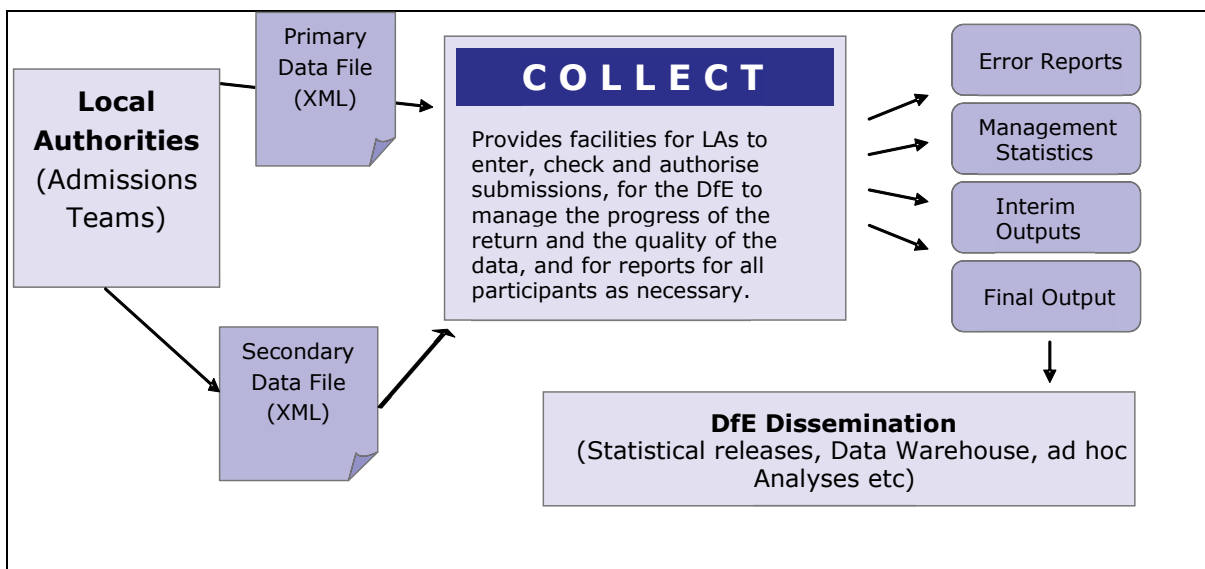 Local
Authorities
(Admissions
Teams)
Primary
Data File
(XML)
Secondary
Data File
(XML)
C O L L E C T
Provides facilities for LAs to
enter, check and authorise
submissions, for the DfE to
manage the progress of the
return and the quality of the
data, and for reports for all
participants as necessary.
Error Reports
Management
Statistics
Interim
Outputs
Final Output
DfE Dissemination
(Statistical releases, Data Warehouse, ad hoc
Analyses etc)